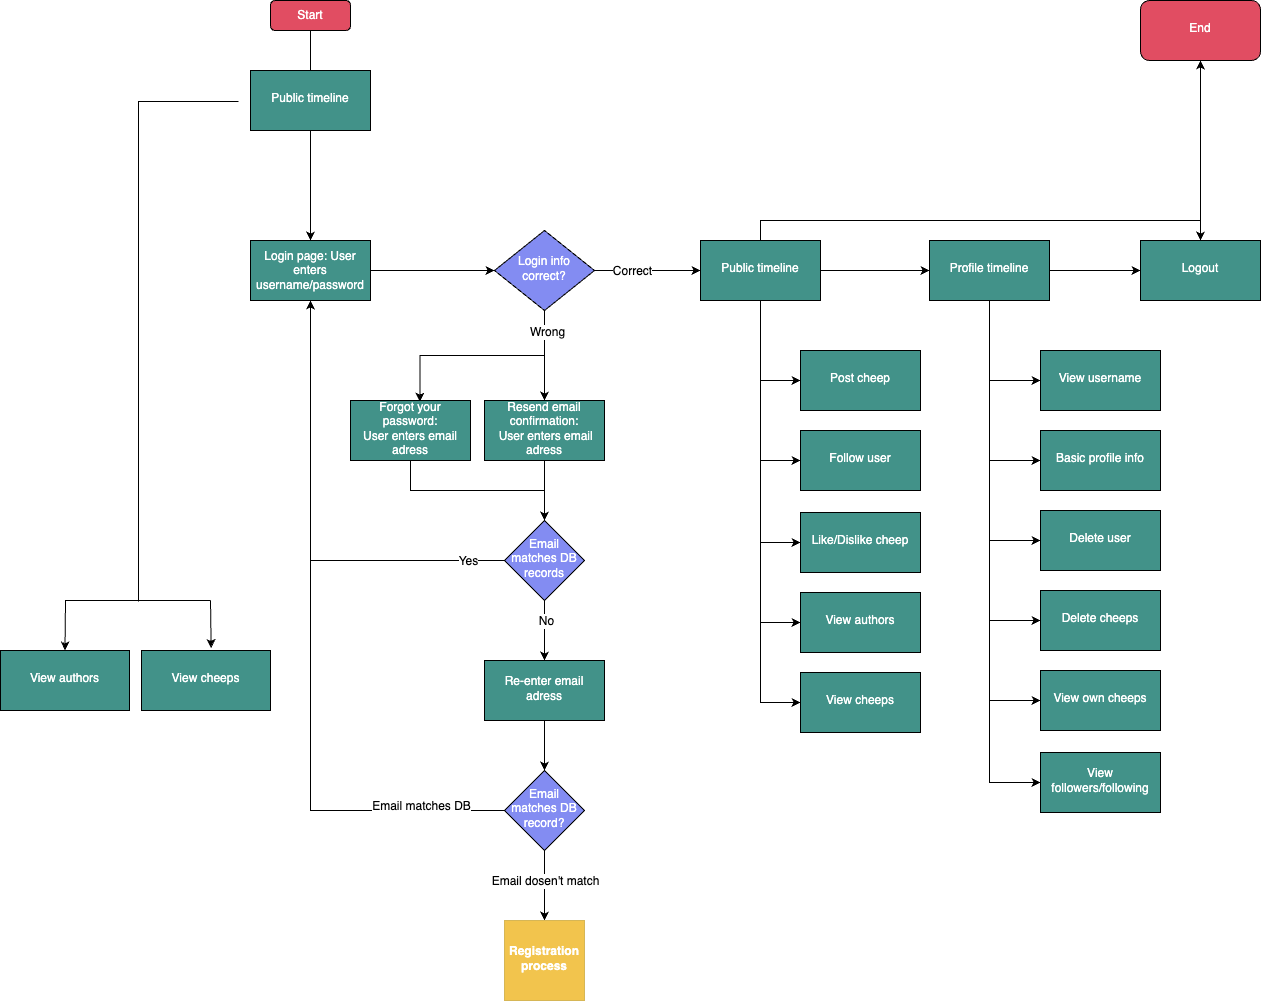 Start
End
Public timeline
Login page: User
enters
username/password
Login info
correct?
Correct
Public timeline
Profile timeline
Logout
Wrong
Forgot your
password:
User enters email
adress
Resend email
confirmation:
User enters email
adress
Post cheep
View username
Follow user
Basic profile info
Like/Dislike cheep
Delete user
Email
matches DB
records
Yes
No
View authors
Delete cheeps
View authors
View cheeps
Re-enter email
adress
View cheeps
View own cheeps
View
followers/following
Email
matches DB
record?
Email matches DB
Email dosen't match
Registration
process